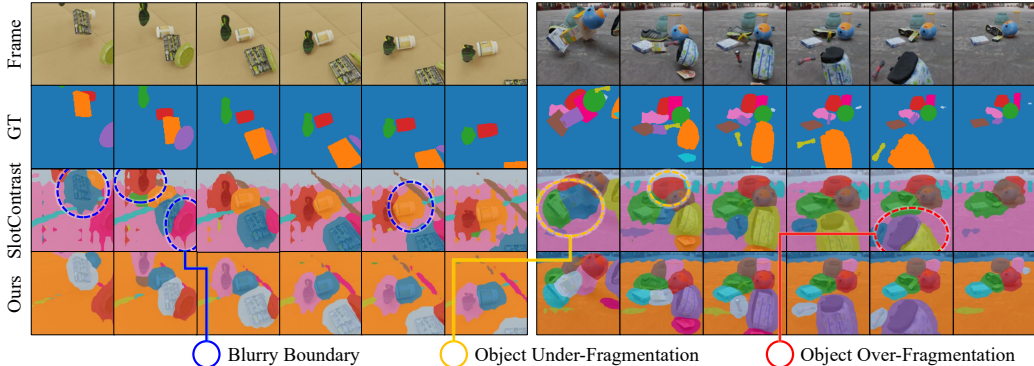 Frame
GT
SlotContrast
Ours
Blurry Boundary
Object Under-Fragmentation
Object Over-Fragmentation